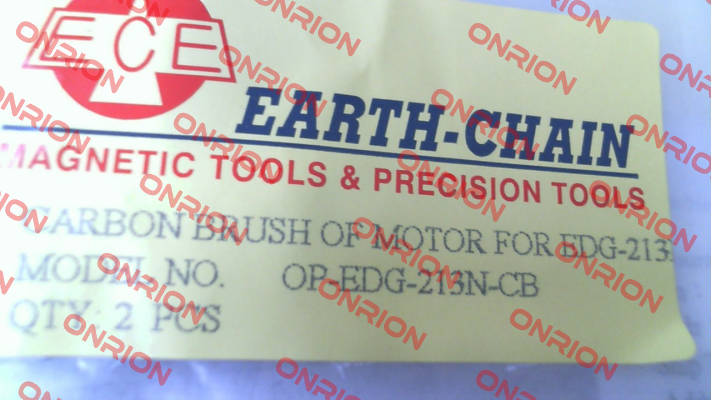 ECE
EARTH-CHAIN
MAGNETIC TOOLS & PRECISION TOOLS
CARBON BRUSH OF MOTOR FOR EDG-213
MODEL NO. OP-EDG-213N-CB
QTY 2 PCS
ONRION